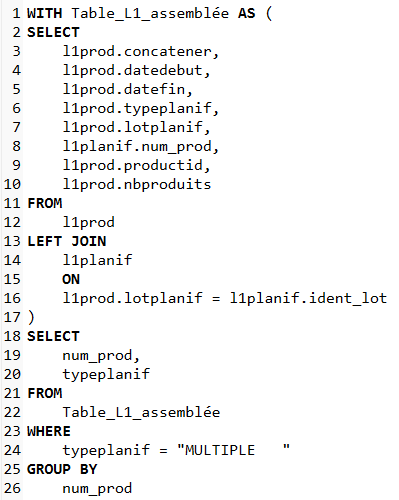 1 WITH Table_L1_assemblée AS (
2 SELECT
3     l1prod.concatener,
4     l1prod.datedebut,
5     l1prod.datefin,
6     l1prod.typeplanif,
7     l1prod.lotplanif,
8     l1planif.num_prod,
9     l1prod.productid,
10     l1prod.nbproduits
11 FROM
12     l1prod
13 LEFT JOIN
14     l1planif
15     ON
16     l1prod.lotplanif = l1planif.ident_lot
17 )
18 SELECT
19     num_prod,
20     typeplanif
21 FROM
22     Table_L1_assemblée
23 WHERE
24     typeplanif = "MULTIPLE   "
25 GROUP BY
26     num_prod